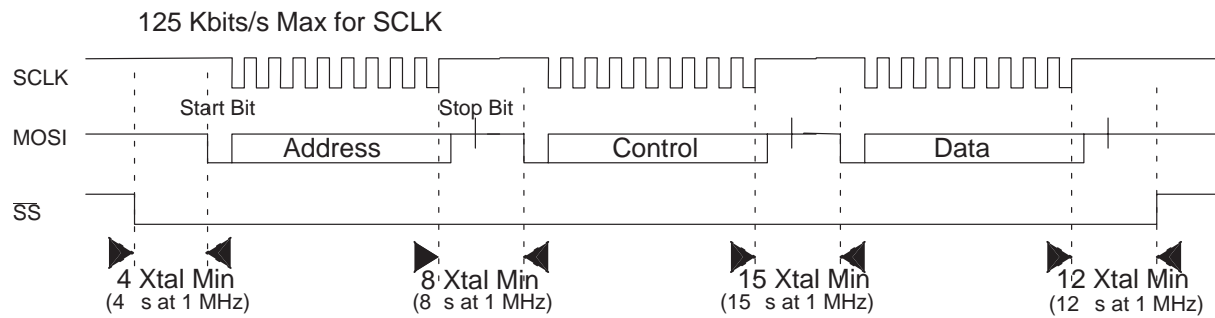 125 Kbits/s Max for SCLK
SCLK
Start Bit
Stop Bit
MOSI
Address
Control
Data
SS
4 Xtal Min
(4 s at 1 MHz)
8 Xtal Min
(8 s at 1 MHz)
15 Xtal Min
(15 s at 1 MHz)
12 Xtal Min
(12 s at 1 MHz)